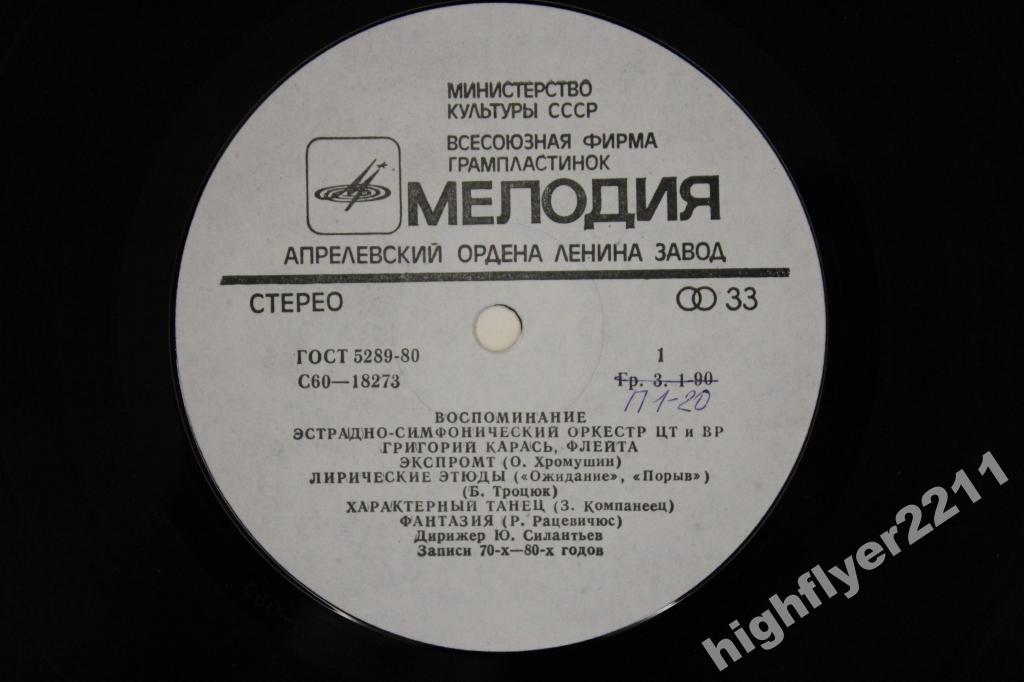 МИНИСТЕРСТВО
КУЛЬТУРЫ СССР
ВСЕСОЮЗНАЯ ФИРМА
ГРАМПЛАСТИНОК
МЕЛОДИЯ
АПРЕЛЕВСКИЙ ОРДЕНА ЛЕНИНА ЗАВОД
СТЕРЕО 33
ГОСТ 5289-80 1
С60—18273 Гр. 3. 1-90
П 1-20
ВОСПОМИНАНИЕ
ЭСТРАДНО-СИМФОНИЧЕСКИЙ ОРКЕСТР ЦТ и ВР
ГРИГОРИЙ КАРАСЬ, ФЛЕЙТА
ЭКСПРОМТ (О. Хромушин)
ЛИРИЧЕСКИЕ ЭТЮДЫ («Ожидание», «Порыв»)
(Б. Троцюк)
ХАРАКТЕРНЫЙ ТАНЕЦ (З. Компанеец)
ФАНТАЗИЯ (Р. Рацевичюс)
Дирижер Ю. Силантьев
Записи 70-х—80-х годов
highflyer2211